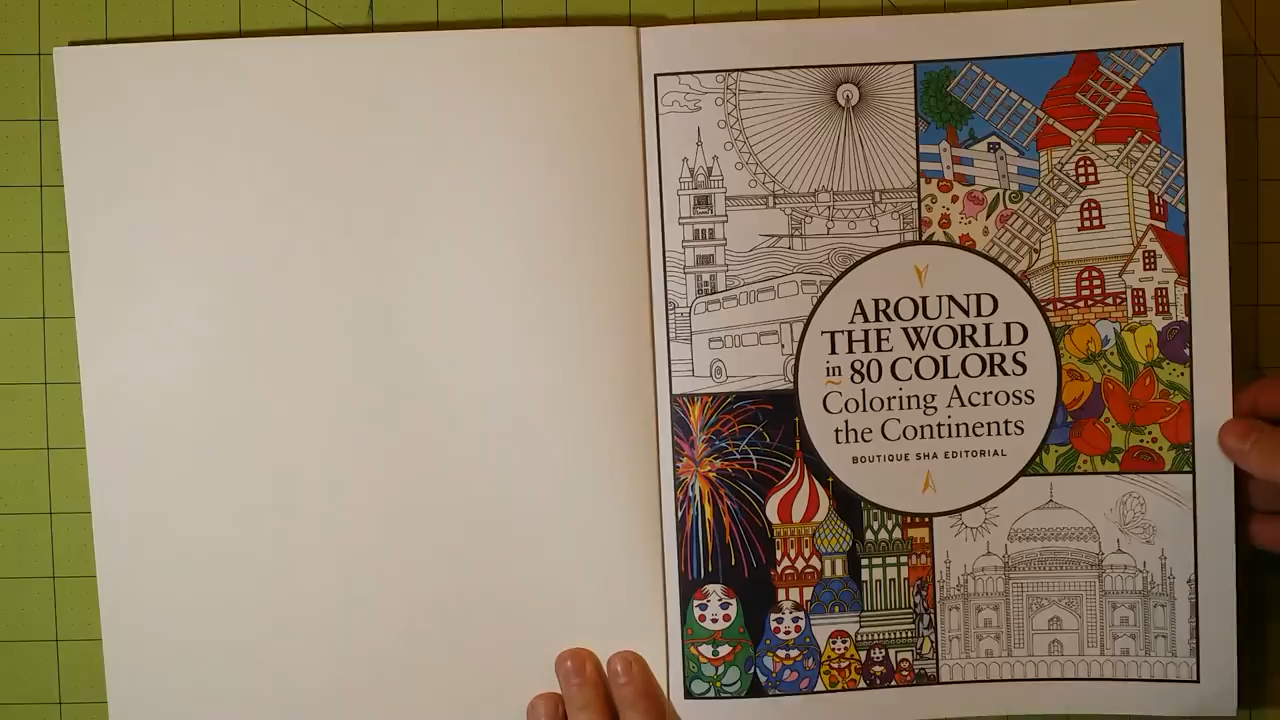 AROUND
THE WORLD
in 80 COLORS
Coloring Across
the Continents
BOUTIQUE SHA EDITORIAL